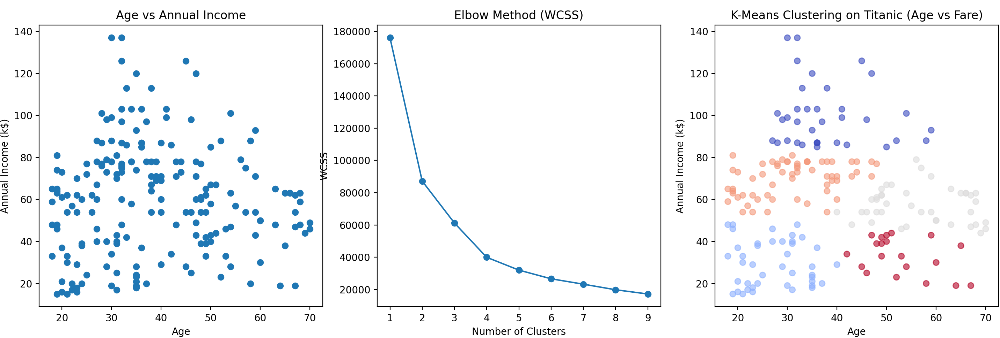 Age vs Annual Income
Annual Income (k$)
140
120
100
80
60
40
20
20 30 40 50 60 70
Age
Elbow Method (WCSS)
WCSS
180000
160000
140000
120000
100000
80000
60000
40000
20000
1 2 3 4 5 6 7 8 9
Number of Clusters
K-Means Clustering on Titanic (Age vs Fare)
Annual Income (k$)
140
120
100
80
60
40
20
20 30 40 50 60 70
Age